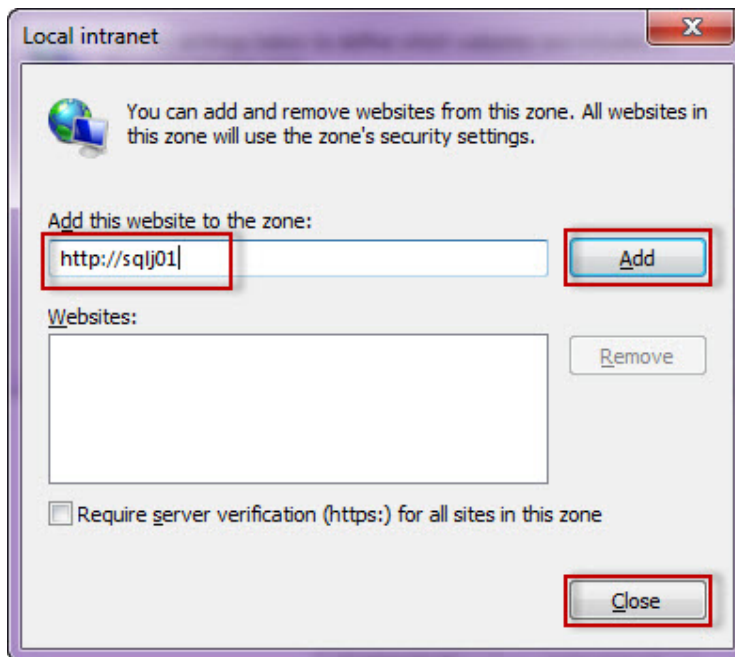 Local intranet
You can add and remove websites from this zone. All websites in
this zone will use the zone's security settings.
Add this website to the zone:
http://sqlj01
Add
Websites:
Remove
Require server verification (https:) for all sites in this zone
Close